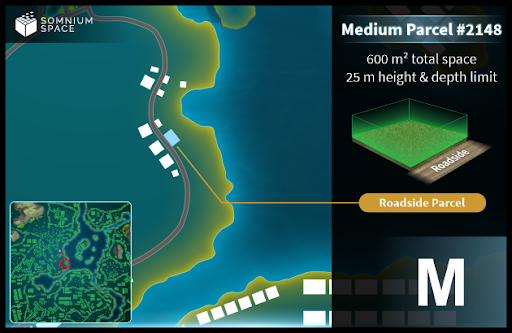 SOMNIUM
SPACE
Medium Parcel #2148
600 m² total space
25 m height & depth limit
Roadside
Roadside Parcel
M